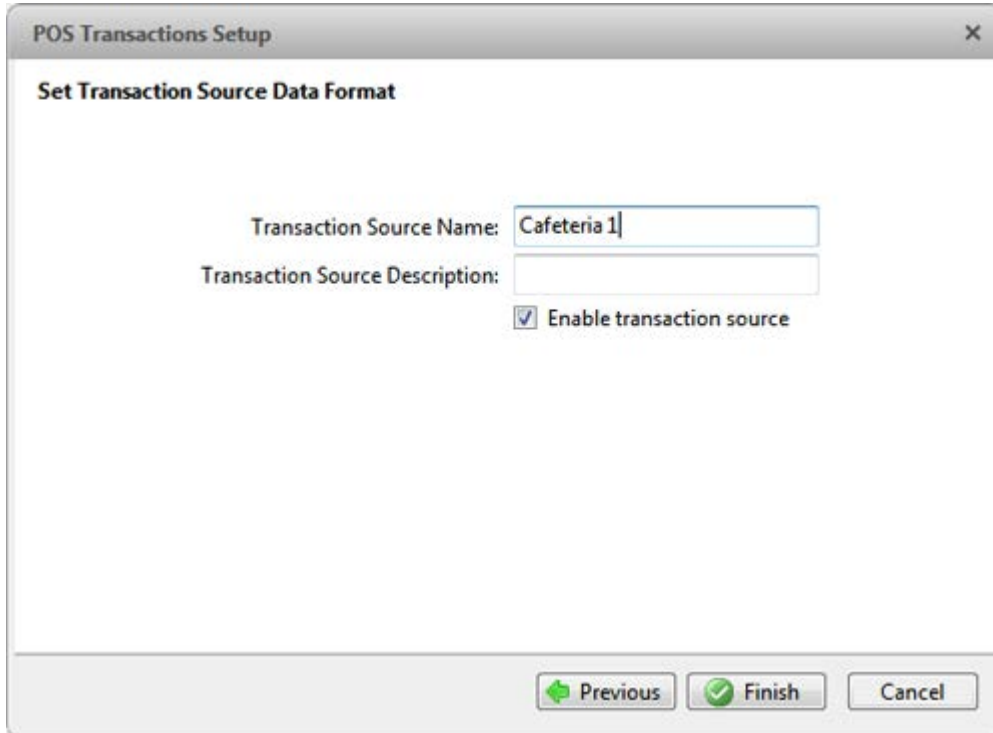 POS Transactions Setup
Set Transaction Source Data Format
Transaction Source Name: Cafeteria 1
Transaction Source Description:
Enable transaction source
Previous Finish Cancel